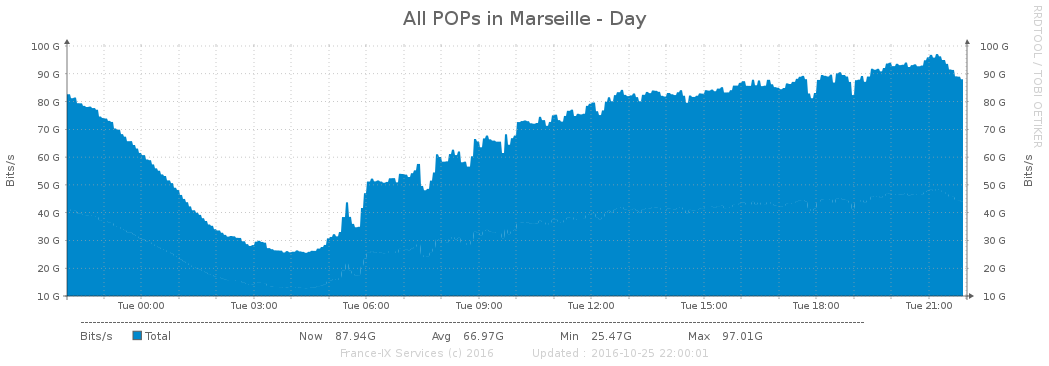 All POPs in Marseille - Day
RRDTOOL / TOBI OETIKER
100 G 100 G
90 G 90 G
80 G 80 G
70 G 70 G
60 G 60 G
50 G 50 G
40 G 40 G
30 G 30 G
20 G 20 G
10 G 10 G
Bits/s
Bits/s
Tue 00:00 Tue 03:00 Tue 06:00 Tue 09:00 Tue 12:00 Tue 15:00 Tue 18:00 Tue 21:00
Bits/s Total Now 87.94G Avg 66.97G Min 25.47G Max 97.01G
France-IX Services (c) 2016 Updated : 2016-10-25 22:00:01